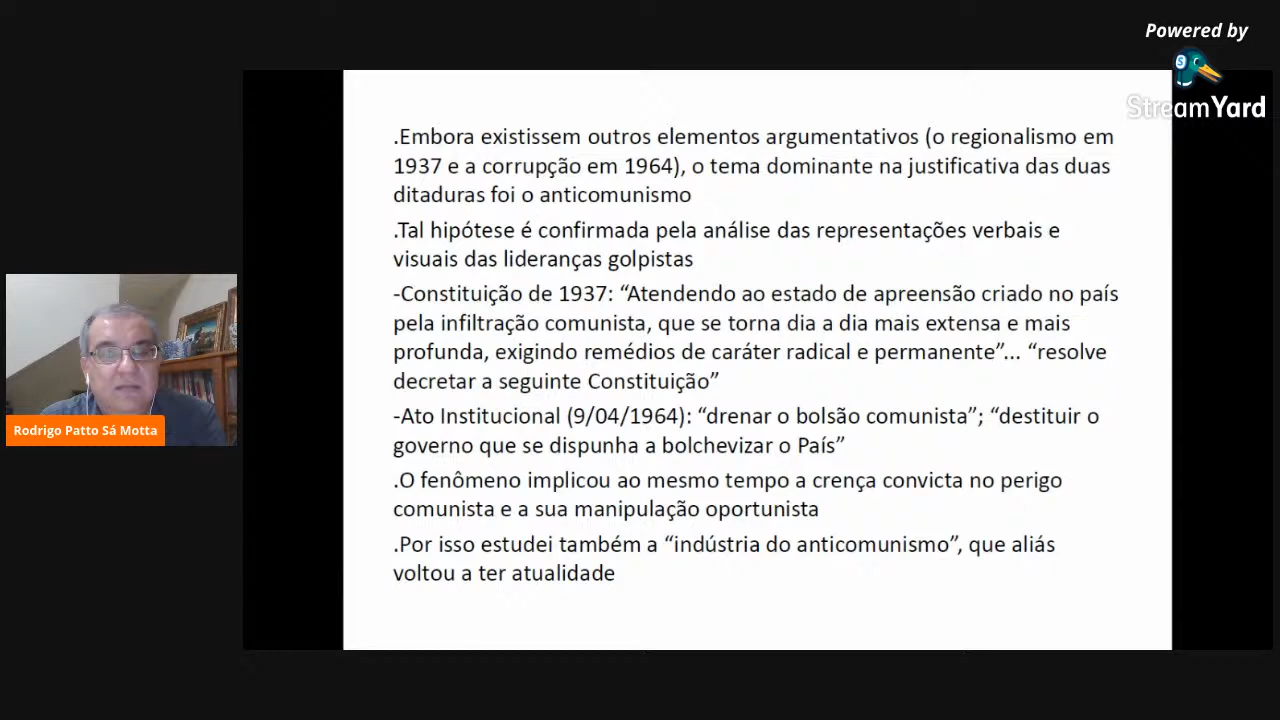 Powered by
StreamYard
.Embora existissem outros elementos argumentativos (o regionalismo em
1937 e a corrupção em 1964), o tema dominante na justificativa das duas
ditaduras foi o anticomunismo
.Tal hipótese é confirmada pela análise das representações verbais e
visuais das lideranças golpistas
-Constituição de 1937: “Atendendo ao estado de apreensão criado no país
pela infiltração comunista, que se torna dia a dia mais extensa e mais
profunda, exigindo remédios de caráter radical e permanente”... “resolve
decretar a seguinte Constituição”
-Ato Institucional (9/04/1964): “drenar o bolsão comunista”; “destituir o
governo que se dispunha a bolchevizar o País”
.O fenômeno implicou ao mesmo tempo a crença convicta no perigo
comunista e a sua manipulação oportunista
.Por isso estudei também a “indústria do anticomunismo”, que aliás
voltou a ter atualidade
Rodrigo Patto Sá Motta